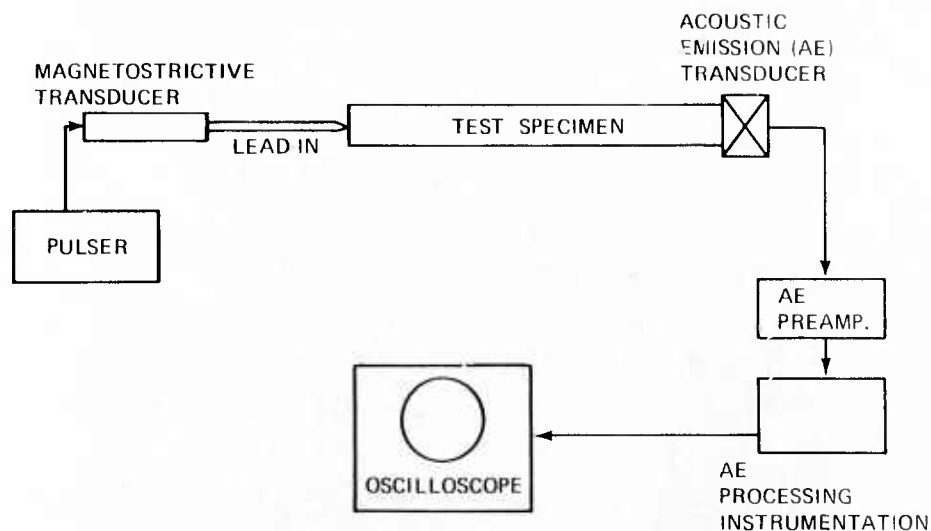 MAGNETOSTRICTIVE
TRANSDUCER
LEAD IN
TEST SPECIMEN
ACOUSTIC
EMISSION (AE)
TRANSDUCER
PULSER
AE
PREAMP.
OSCILLOSCOPE
AE
PROCESSING
INSTRUMENTATION